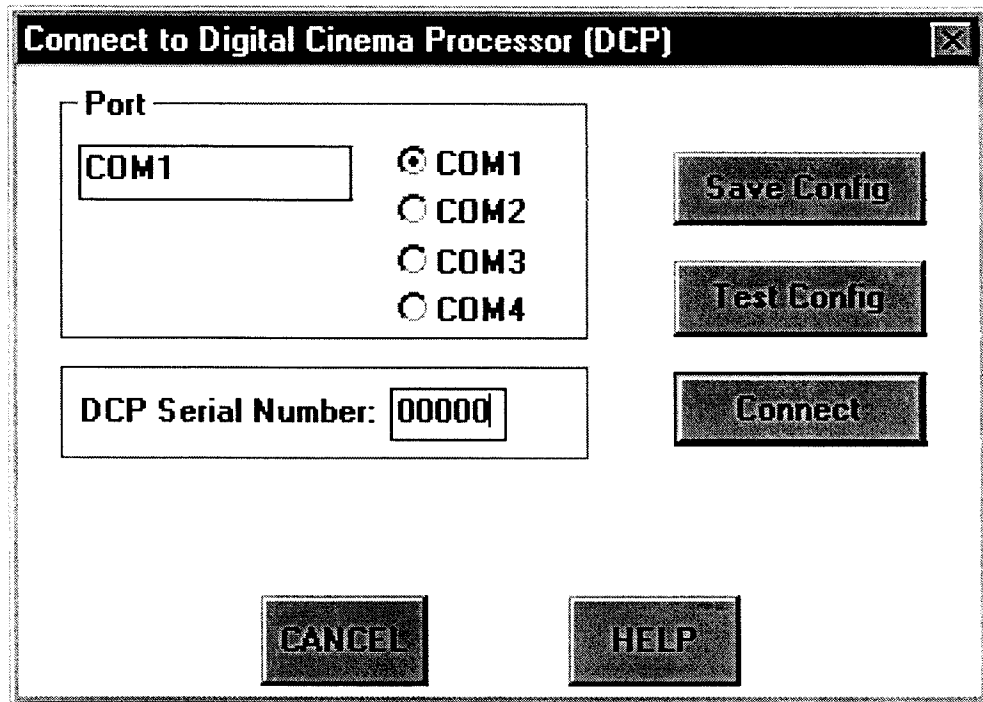 Connect to Digital Cinema Processor (DCP)
Port
COM1
COM1
COM2
COM3
COM4
Save Config
Test Config
DCP Serial Number: 00000
Connect
CANCEL
HELP